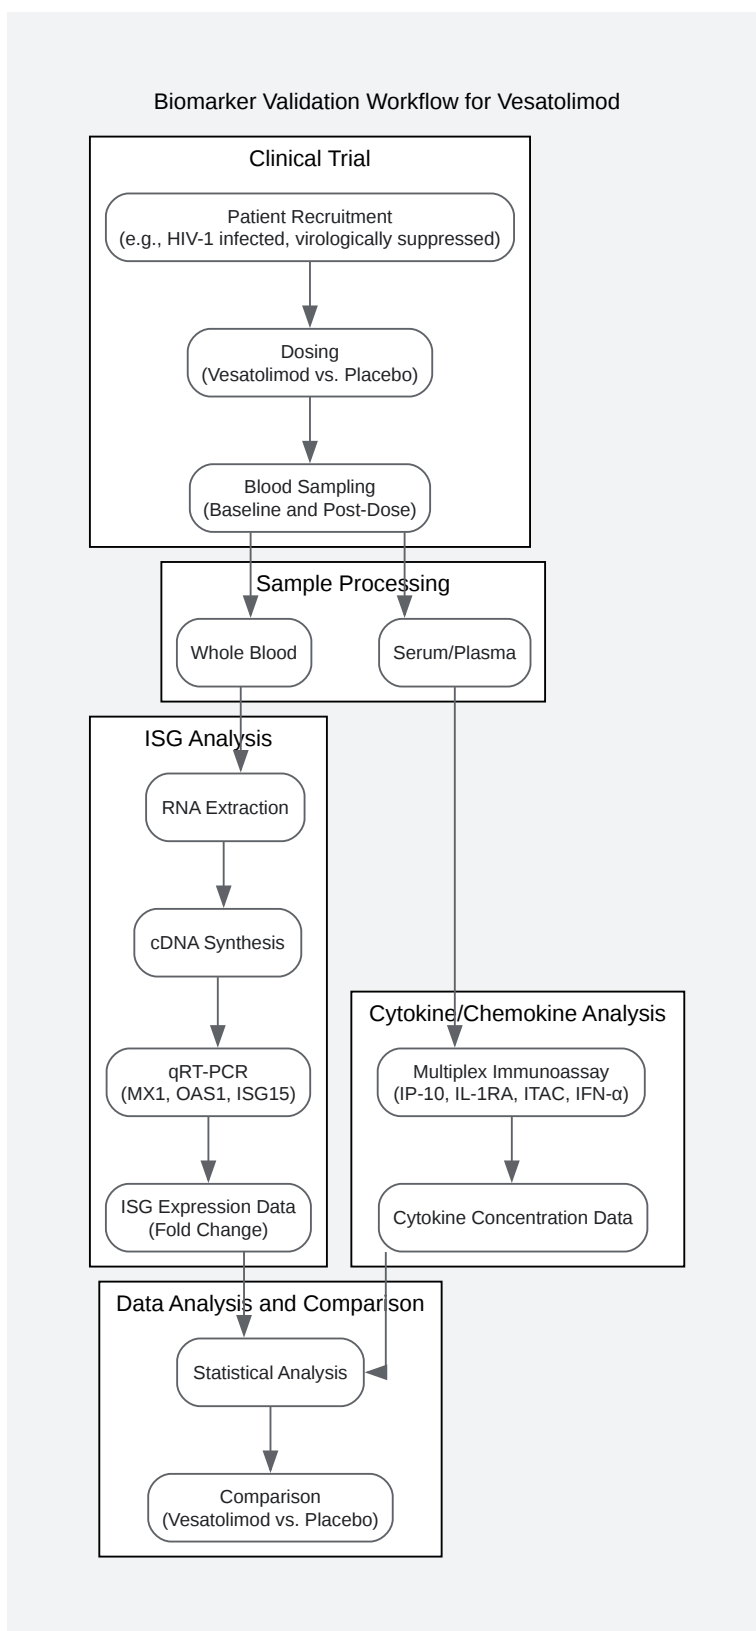 Biomarker Validation Workflow for Vesatolimod
Clinical Trial
Patient Recruitment
(e.g., HIV-1 infected, virologically suppressed)
Dosing
(Vesatolimod vs. Placebo)
Blood Sampling
(Baseline and Post-Dose)
Sample Processing
Whole Blood
Serum/Plasma
ISG Analysis
RNA Extraction
cDNA Synthesis
qRT-PCR
(MX1, OAS1, ISG15)
ISG Expression Data
(Fold Change)
Cytokine/Chemokine Analysis
Multiplex Immunoassay
(IP-10, IL-1RA, ITAC, IFN-α)
Cytokine Concentration Data
Data Analysis and Comparison
Statistical Analysis
Comparison
(Vesatolimod vs. Placebo)